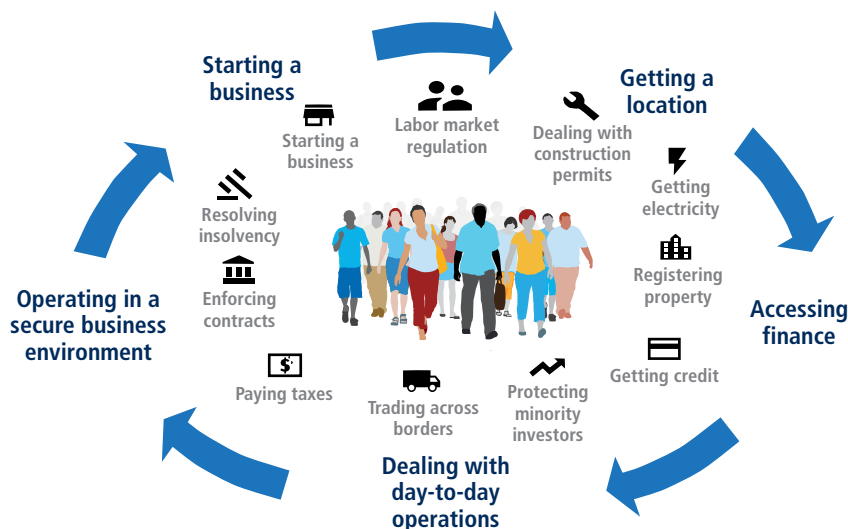 Starting a
business
Getting a
location
Labor market
regulation
Starting a
business
Dealing with
construction
permits
Getting
electricity
Resolving
insolvency
Registering
property
Operating in a
secure business
environment
Enforcing
contracts
Accessing
finance
Getting credit
Paying taxes
Trading across
borders
Protecting
minority
investors
Dealing with
day-to-day
operations
$